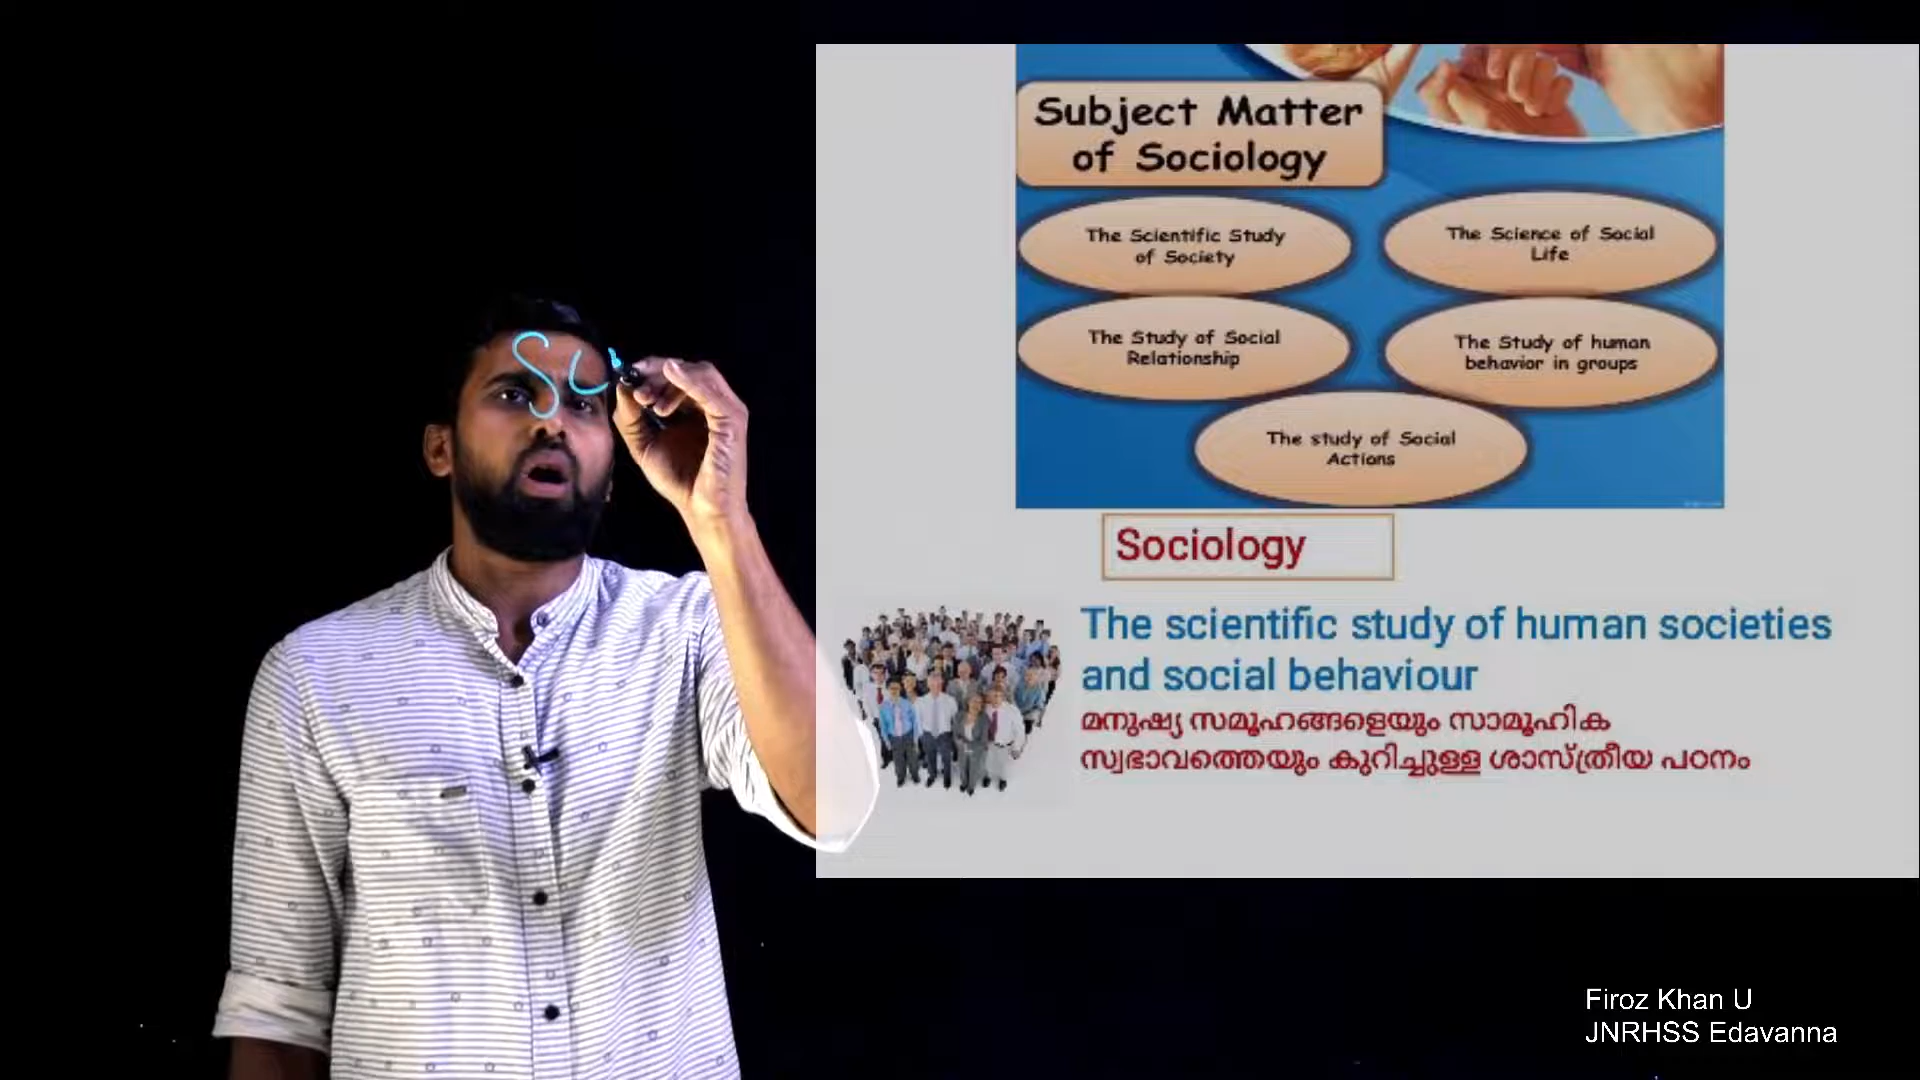 Su
Subject Matter
of Sociology
The Scientific Study
of Society
The Science of Social
Life
The Study of Social
Relationship
The Study of human
behavior in groups
The study of Social
Actions
Sociology
The scientific study of human societies
and social behaviour
മനുഷ്യ സമൂഹങ്ങളെയും സാമൂഹിക
സ്വഭാവത്തെയും കുറിച്ചുള്ള ശാസ്ത്രീയ പഠനം
Firoz Khan U
JNRHSS Edavanna